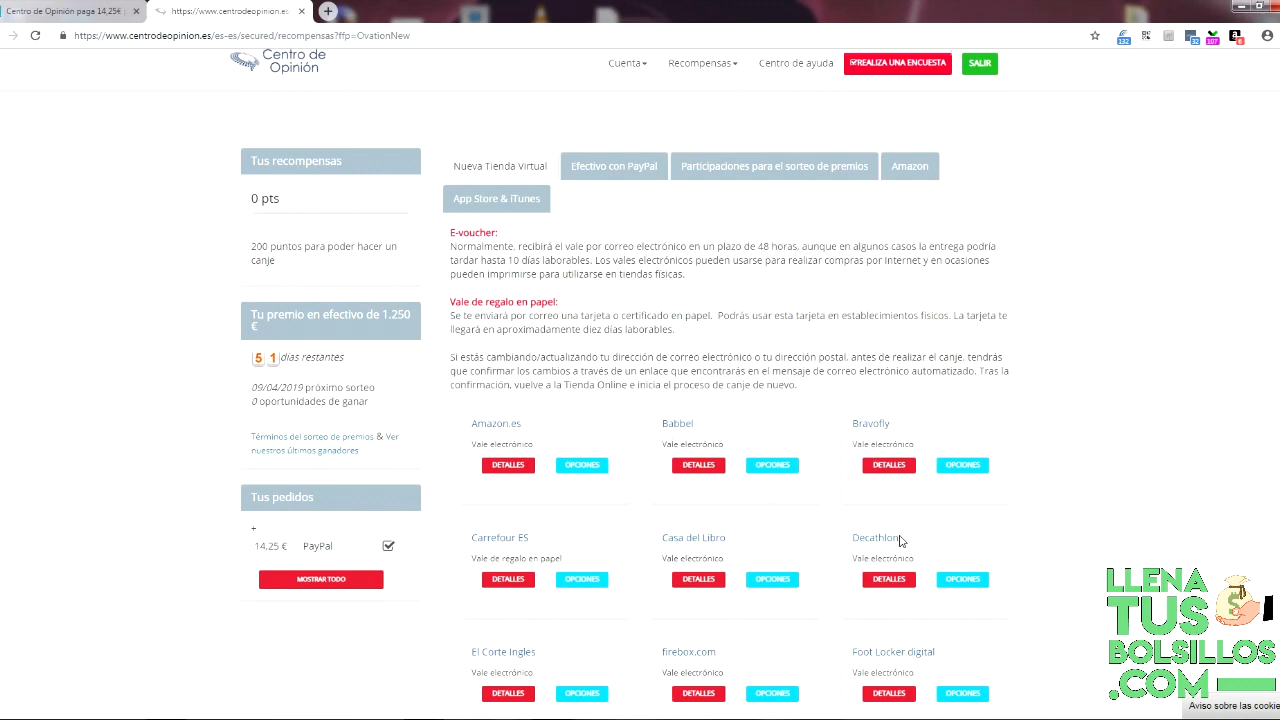 Centro de Opinión paga 14,25€
www.centrodeopinion.es/secured
https://www.centrodeopinion.es/es-es/secured/recompensas?ffp=OvationNew
132
32
107
6
Centro de
Opinión
Cuenta
Recompensas
Centro de ayuda
REALIZA UNA ENCUESTA
SALIR
Tus recompensas
0 pts
200 puntos para poder hacer un
canje
Tu premio en efectivo de 1.250
€
5 1 días restantes
09/04/2019 próximo sorteo
0 oportunidades de ganar
Términos del sorteo de premios & Ver
nuestros últimos ganadores
Tus pedidos
+
14.25 € PayPal
MOSTRAR TODO
Nueva Tienda Virtual
Efectivo con PayPal
Participaciones para el sorteo de premios
Amazon
App Store & iTunes
E-voucher:
Normalmente, recibirá el vale por correo electrónico en un plazo de 48 horas, aunque en algunos casos la entrega podría
tardar hasta 10 días laborables. Los vales electrónicos pueden usarse para realizar compras por Internet y en ocasiones
pueden imprimirse para utilizarse en tiendas físicas.
Vale de regalo en papel:
Se te enviará por correo una tarjeta o certificado en papel. Podrás usar esta tarjeta en establecimientos físicos. La tarjeta te
llegará en aproximadamente diez días laborables.
Si estás cambiando/actualizando tu dirección de correo electrónico o tu dirección postal, antes de realizar el canje, tendrás
que confirmar los cambios a través de un enlace que encontrarás en el mensaje de correo electrónico automatizado. Tras la
confirmación, vuelve a la Tienda Online e inicia el proceso de canje de nuevo.
Amazon.es
Vale electrónico
DETALLES OPCIONES
Babbel
Vale electrónico
DETALLES OPCIONES
Bravofly
Vale electrónico
DETALLES OPCIONES
Carrefour ES
Vale de regalo en papel
DETALLES OPCIONES
Casa del Libro
Vale electrónico
DETALLES OPCIONES
Decathlon
Vale electrónico
DETALLES OPCIONES
El Corte Ingles
Vale electrónico
DETALLES OPCIONES
firebox.com
Vale electrónico
DETALLES OPCIONES
Foot Locker digital
Vale electrónico
DETALLES OPCIONES
LLENA
TUS
BOLSILLOS
.COM
Aviso sobre las cookie